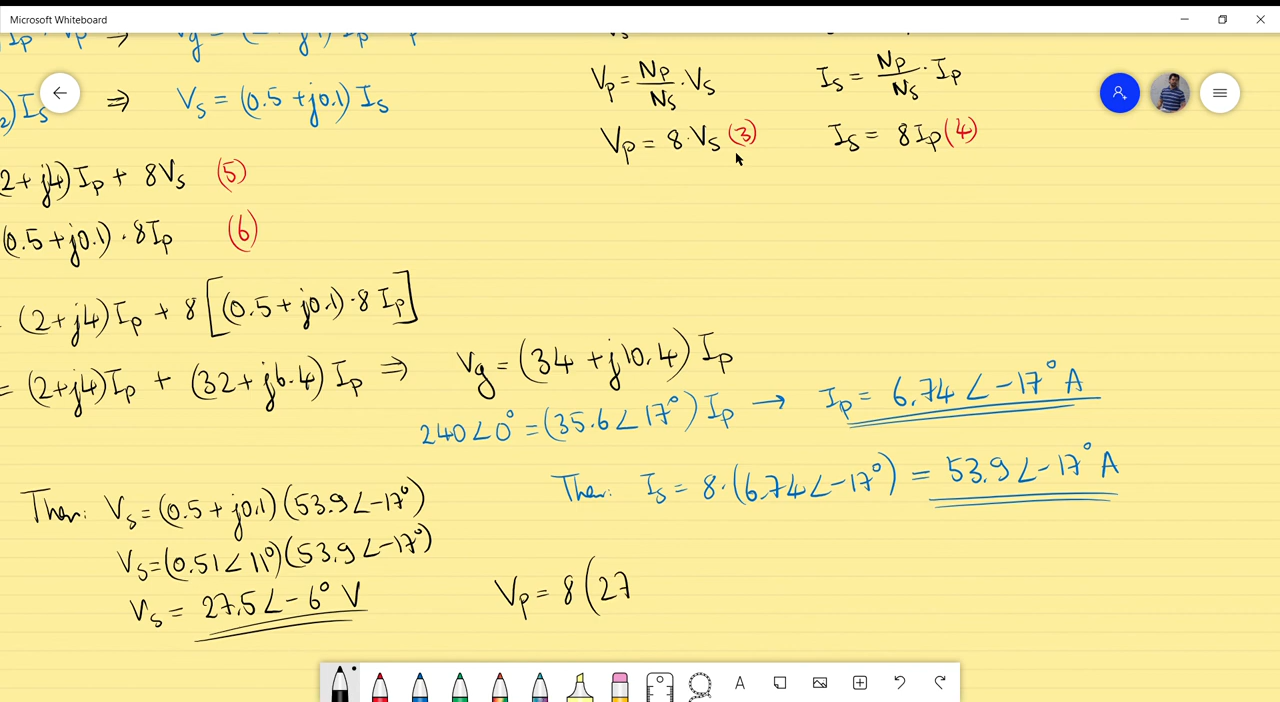 Microsoft Whiteboard
Vp = Np/Ns · Vs
Is = Np/Ns · Ip
2)Is ⇒ Vs = (0.5 + j0.1) Is
Vp = 8·Vs (3)
Is = 8Ip (4)
2 + j4)Ip + 8Vs (5)
(0.5 + j0.1) · 8Ip (6)
(2+j4)Ip + 8[(0.5 + j0.1)·8 Ip]
= (2+j4)Ip + (32 + j6.4) Ip ⇒ Vg = (34 + j10.4) Ip
240∠0° = (35.6∠17°) Ip → Ip = 6.74 ∠-17° A
Then: Is = 8·(6.74∠-17°) = 53.9∠-17° A
Then: Vs = (0.5 + j0.1)(53.9∠-17°)
Vs = (0.51∠11°)(53.9∠-17°)
Vs = 27.5∠-6° V
Vp = 8(27
A